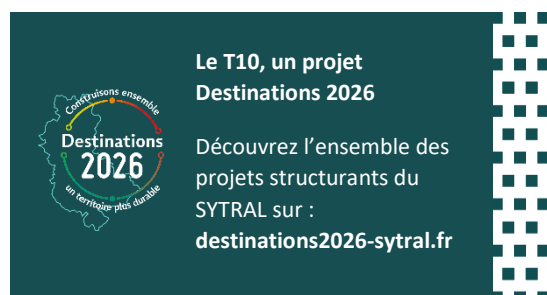 Construisons ensemble
Destinations
2026
un territoire plus durable
Le T10, un projet
Destinations 2026
Découvrez l’ensemble des
projets structurants du
SYTRAL sur :
destinations2026-sytral.fr